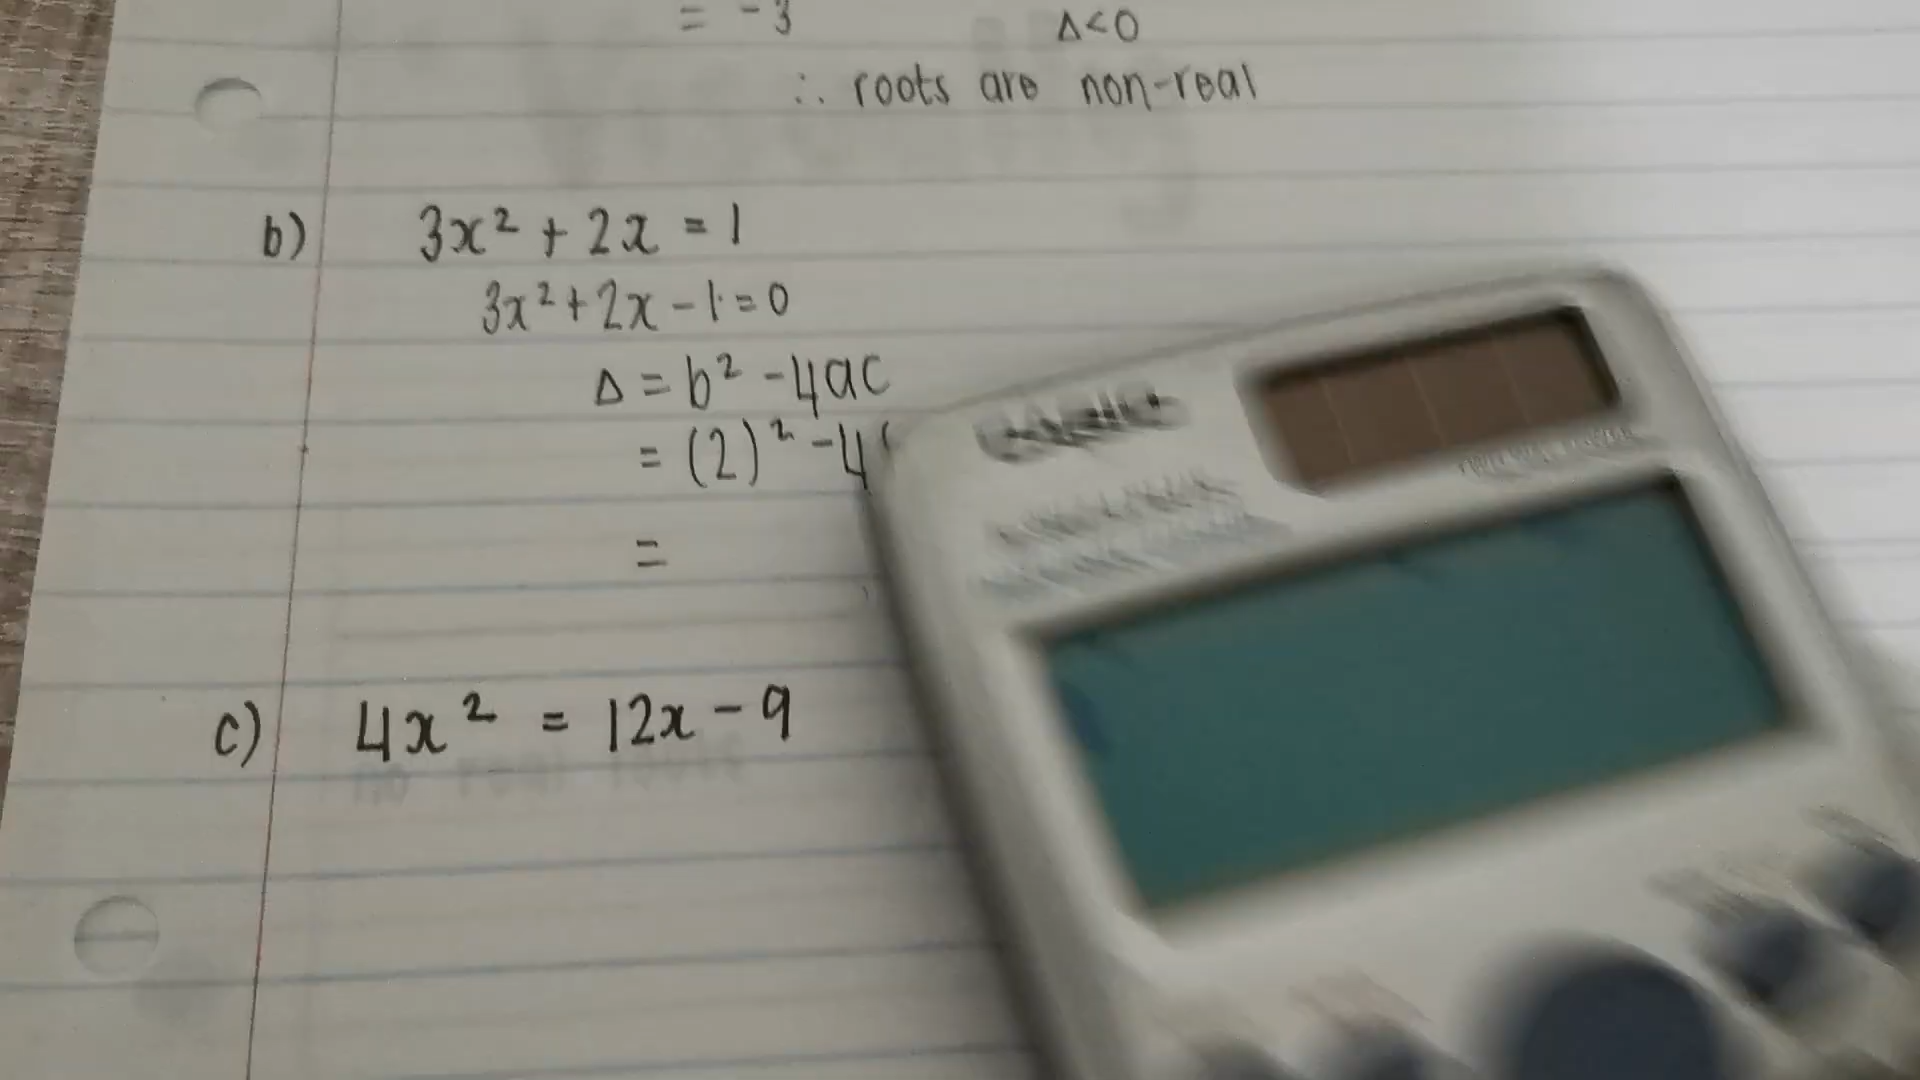 = -3 Δ<0
∴ roots are non-real
b) 3x² + 2x = 1
3x² + 2x - 1 = 0
Δ = b² - 4ac
= (2)² - 4(
=
c) 4x² = 12x - 9